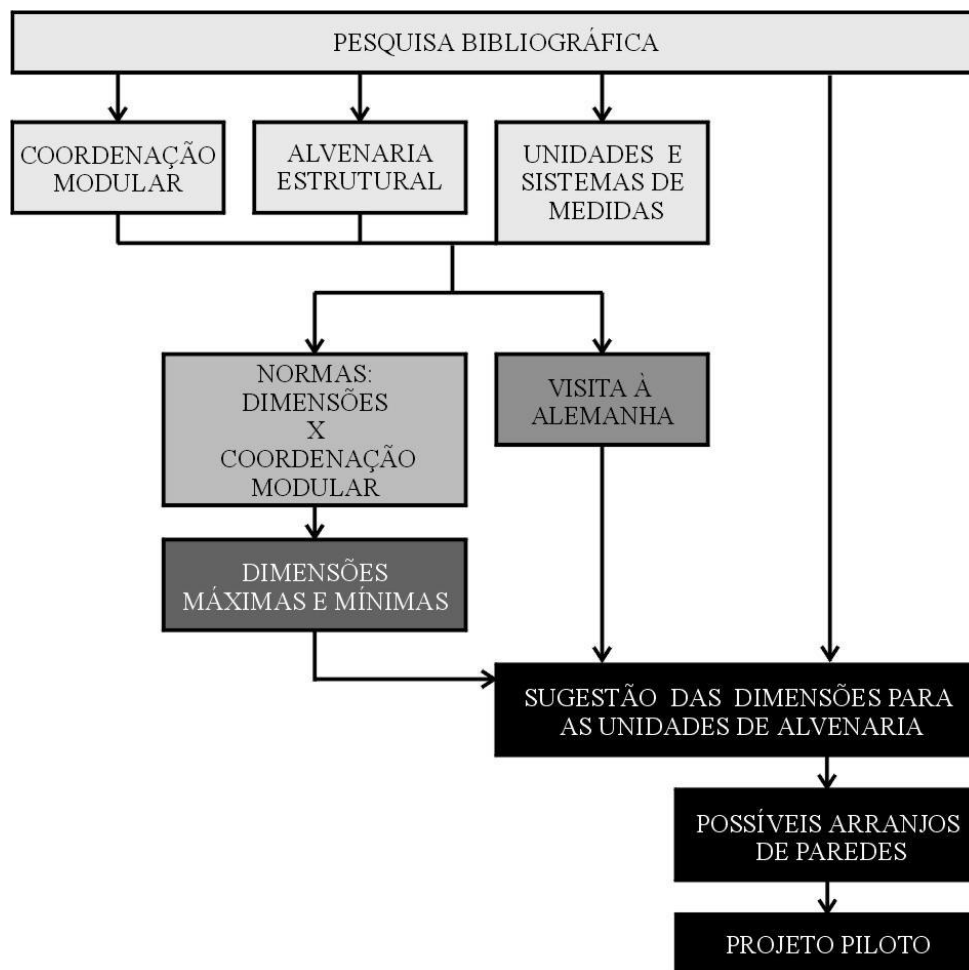 PESQUISA BIBLIOGRÁFICA
COORDENAÇÃO
MODULAR
ALVENARIA
ESTRUTURAL
UNIDADES E
SISTEMAS DE
MEDIDAS
NORMAS:
DIMENSÕES
X
COORDENAÇÃO
MODULAR
VISITA À
ALEMANHA
DIMENSÕES
MÁXIMAS E MÍNIMAS
SUGESTÃO DAS DIMENSÕES PARA
AS UNIDADES DE ALVENARIA
POSSÍVEIS ARRANJOS
DE PAREDES
PROJETO PILOTO